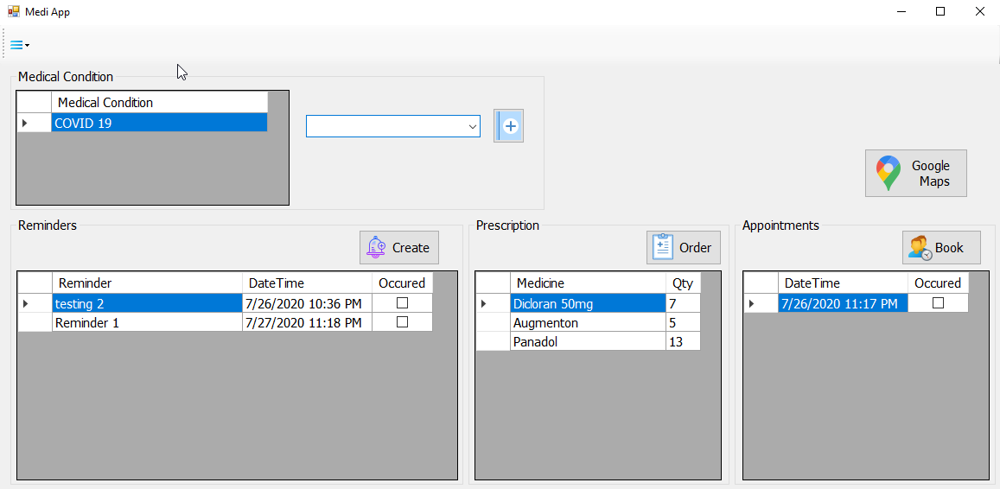 Medi App
Medical Condition
Medical Condition
COVID 19
Google
Maps
Reminders
Create
Reminder DateTime Occured
testing 2 7/26/2020 10:36 PM
Reminder 1 7/27/2020 11:18 PM
Prescription
Order
Medicine Qty
Dicloran 50mg 7
Augmenton 5
Panadol 13
Appointments
Book
DateTime Occured
7/26/2020 11:17 PM